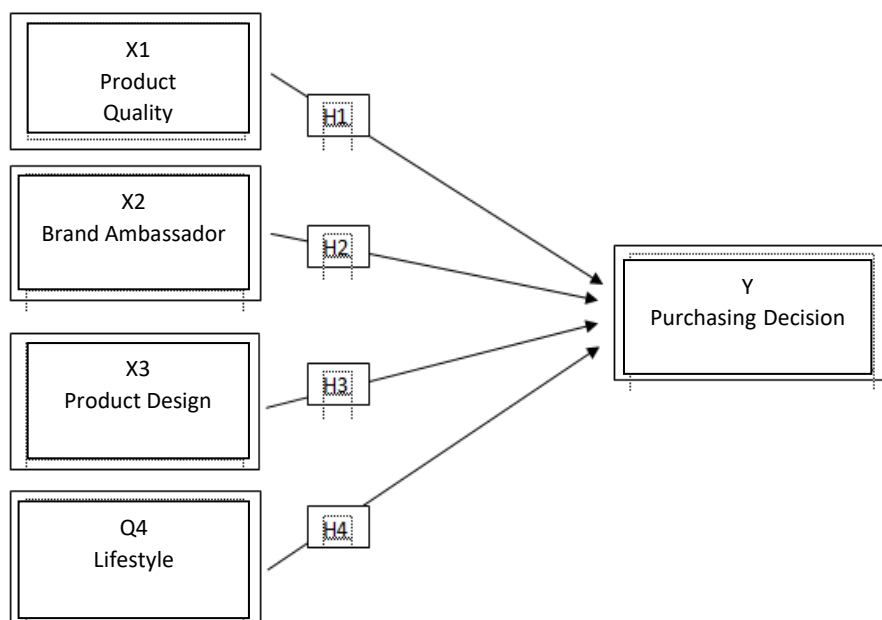 X1
Product
Quality
H1
X2
Brand Ambassador
H2
Y
Purchasing Decision
X3
Product Design
H3
Q4
Lifestyle
H4